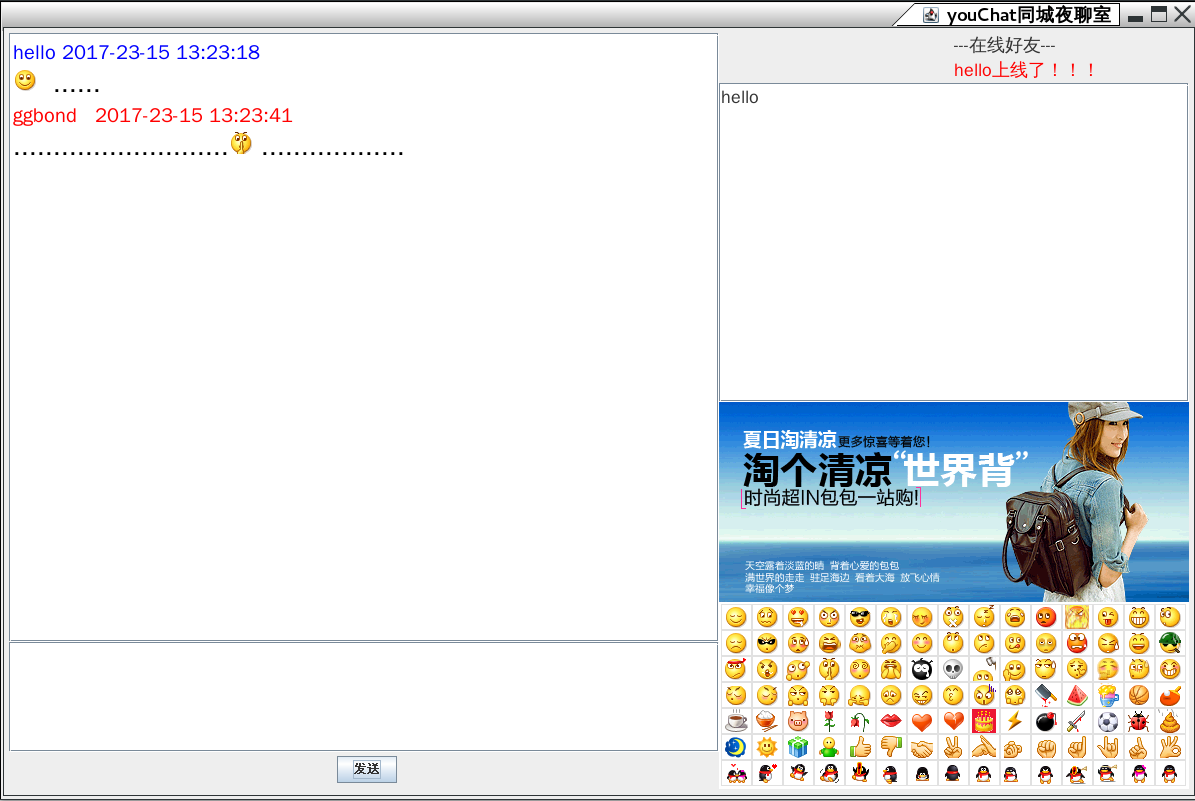 youChat同城夜聊室
hello 2017-23-15 13:23:18
......
ggbond 2017-23-15 13:23:41
........................... ..................
---在线好友---
hello上线了！！！
hello
夏日淘清凉更多惊喜等着您！
淘个清凉“世界背”
时尚超IN包包一站购!
天空露着淡蓝的晴 背着心爱的包包
满世界的走走 驻足海边 看着大海 放飞心情
幸福像个梦
发送